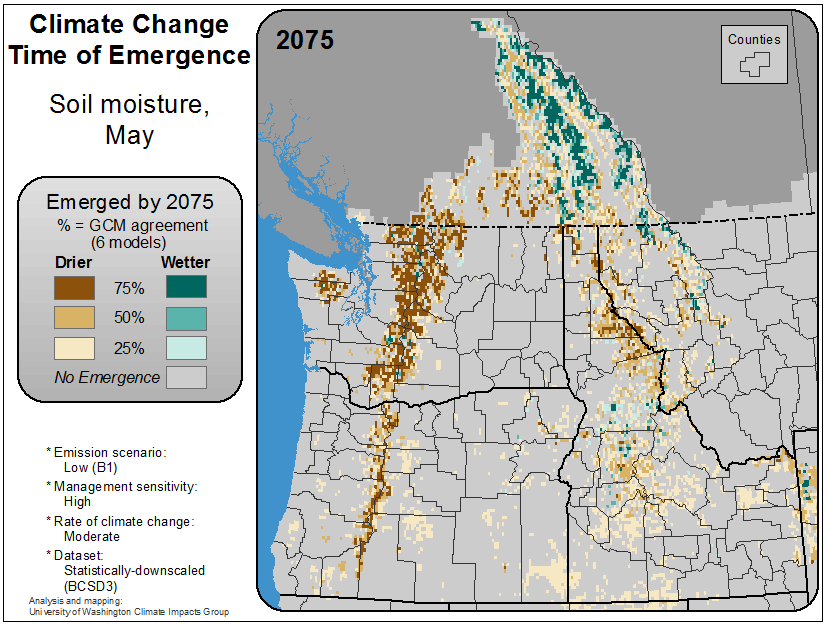 Climate Change
Time of Emergence
Soil moisture,
May
Emerged by 2075
% = GCM agreement
(6 models)
Drier Wetter
75%
50%
25%
No Emergence
* Emission scenario:
Low (B1)
* Management sensitivity:
High
* Rate of climate change:
Moderate
* Dataset:
Statistically-downscaled
(BCSD3)
Analysis and mapping:
University of Washington Climate Impacts Group
2075
Counties